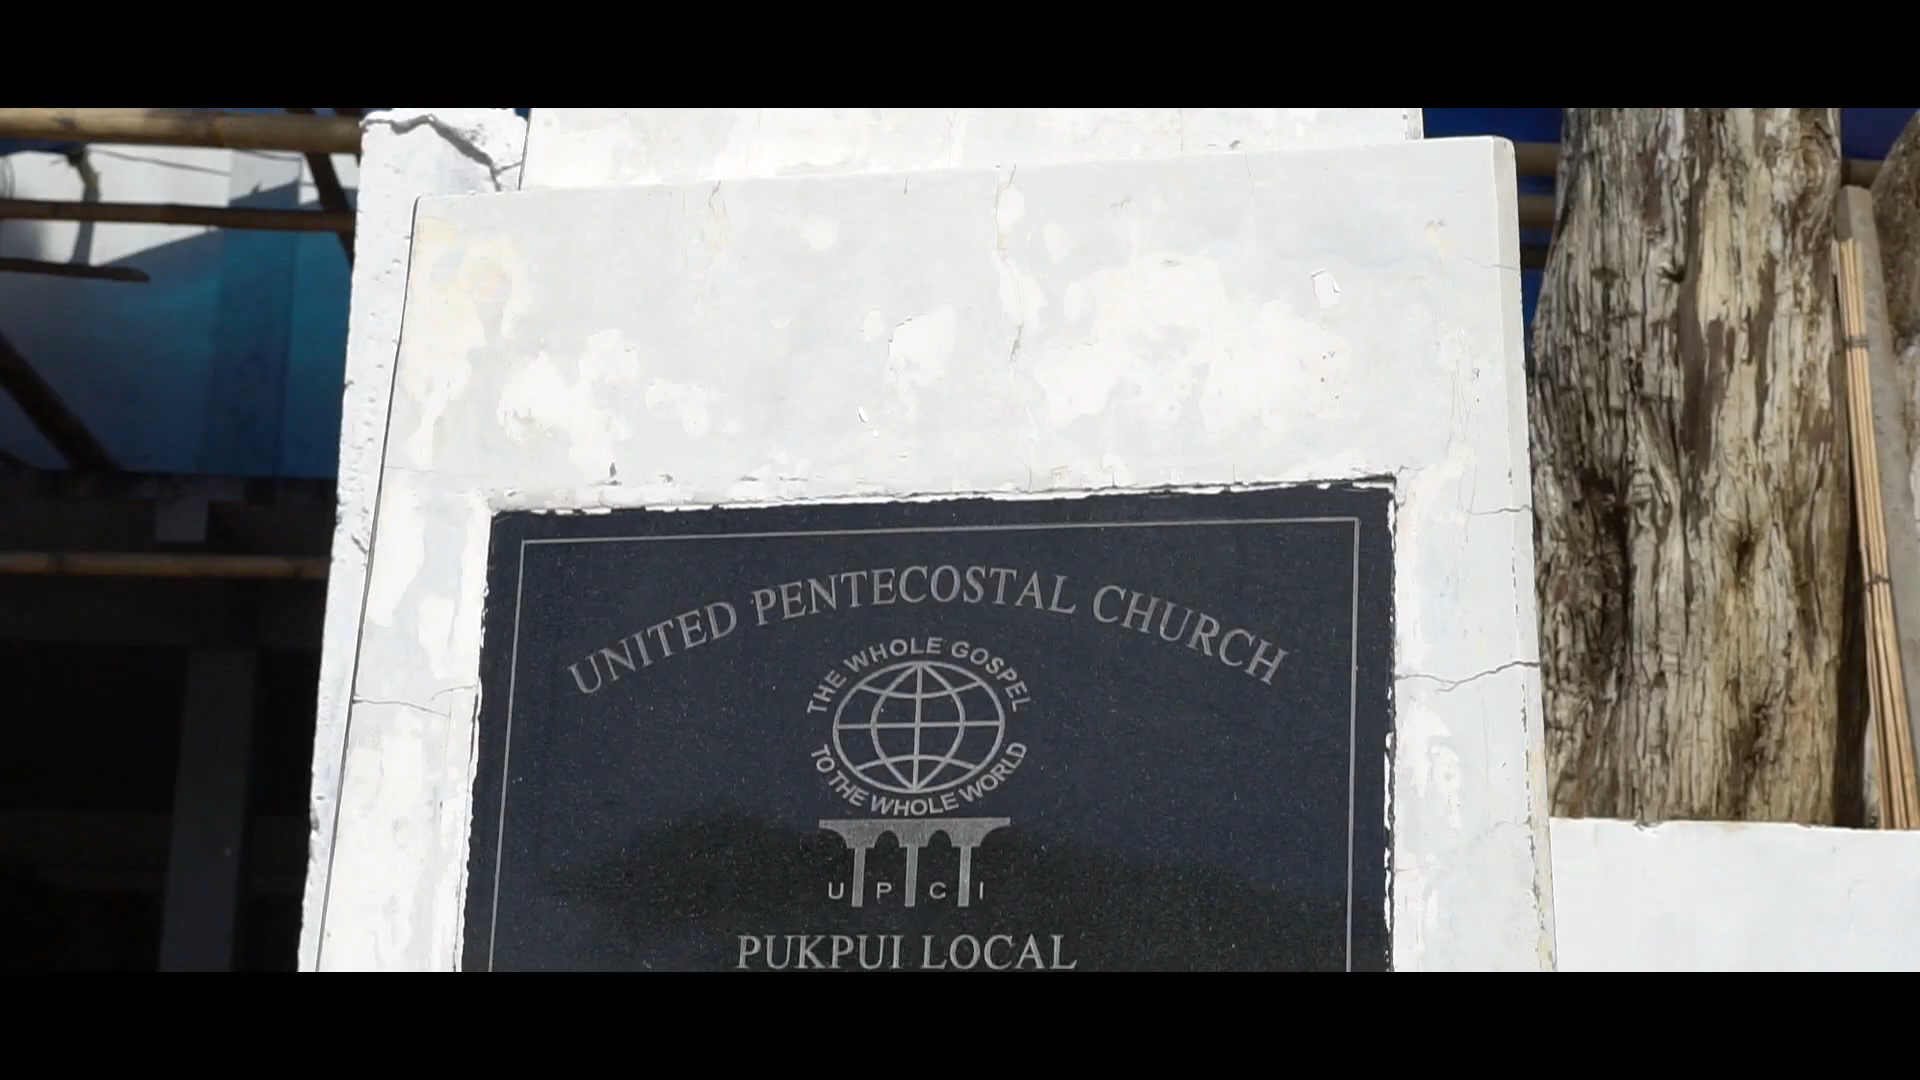 UNITED PENTECOSTAL CHURCH
THE WHOLE GOSPEL
TO THE WHOLE WORLD
U P C I
PUKPUI LOCAL